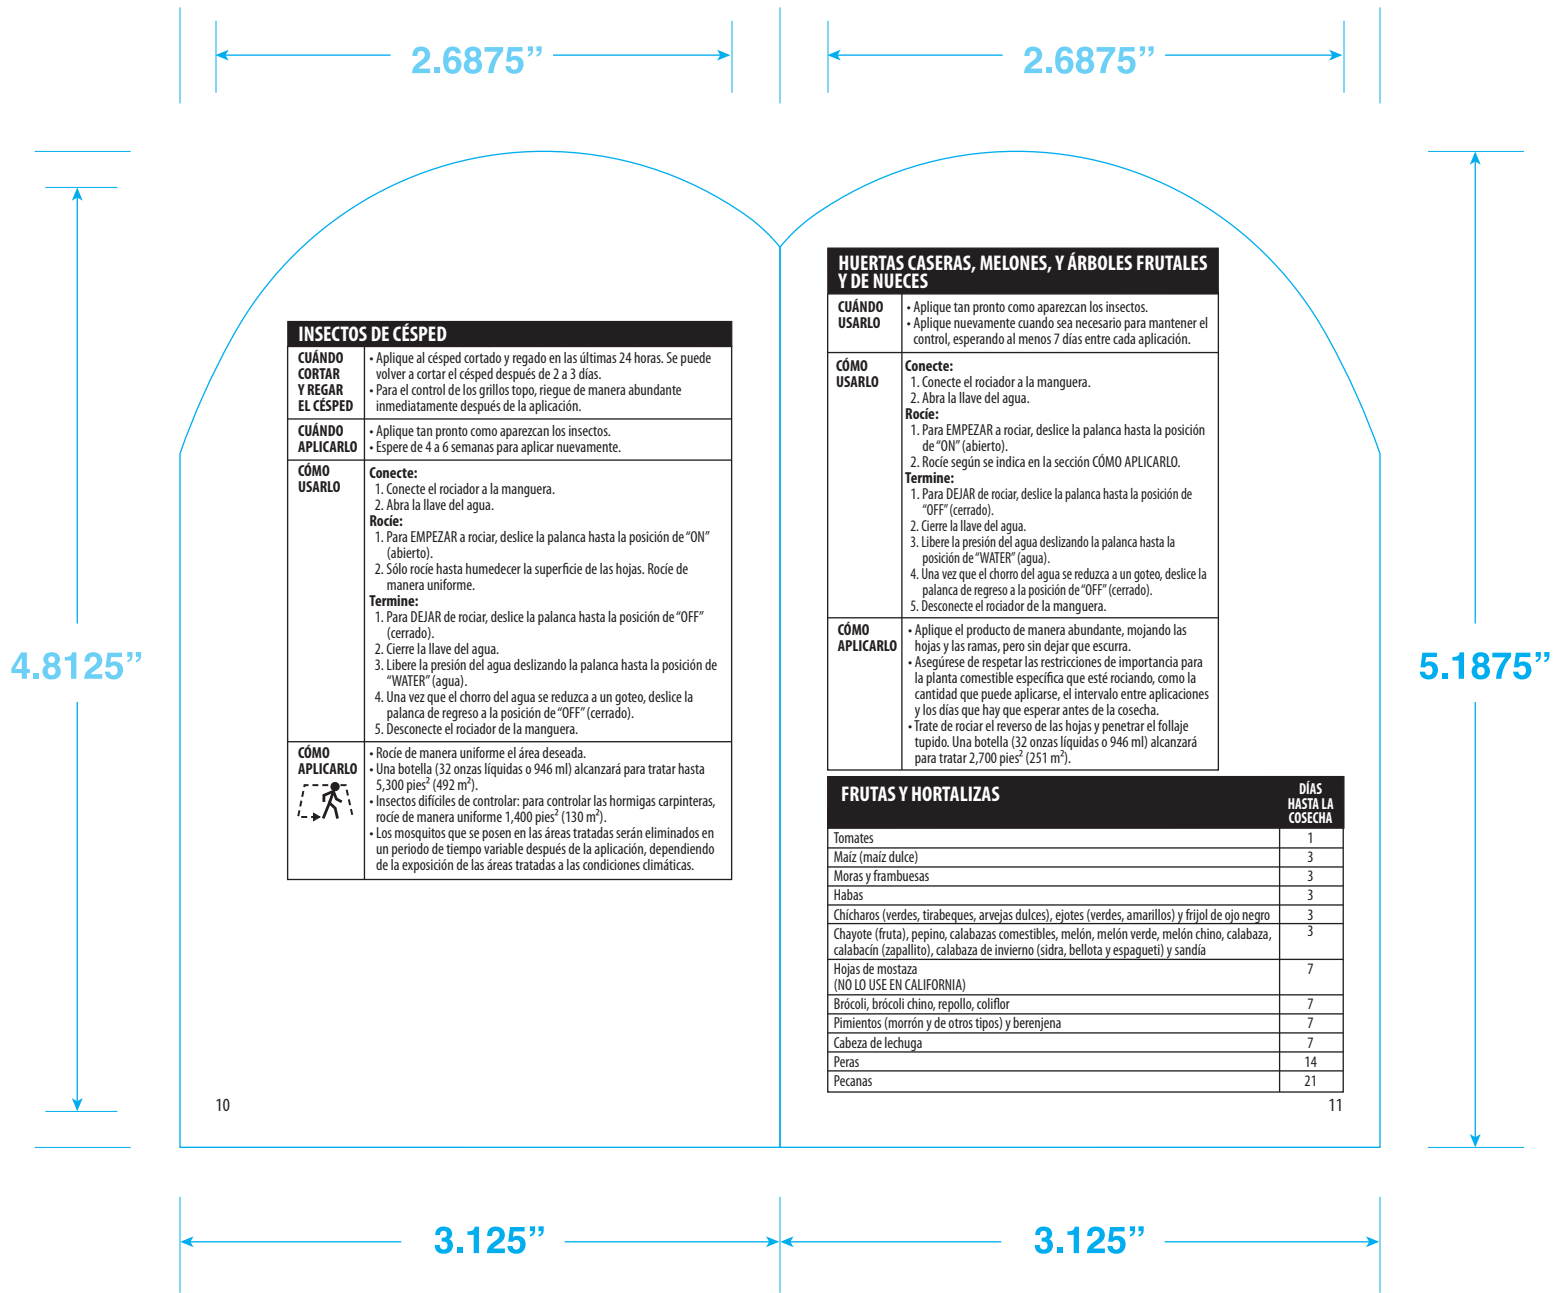 2.6875”
2.6875”
4.8125”
5.1875”
INSECTOS DE CÉSPED
CUÁNDO
CORTAR
Y REGAR
EL CÉSPED
• Aplique al césped cortado y regado en las últimas 24 horas. Se puede
volver a cortar el césped después de 2 a 3 días.
• Para el control de los grillos topo, riegue de manera abundante
inmediatamente después de la aplicación.
CUÁNDO
APLICARLO
• Aplique tan pronto como aparezcan los insectos.
• Espere de 4 a 6 semanas para aplicar nuevamente.
CÓMO
USARLO
Conecte:
1. Conecte el rociador a la manguera.
2. Abra la llave del agua.
Rocíe:
1. Para EMPEZAR a rociar, deslice la palanca hasta la posición de “ON”
(abierto).
2. Sólo rocíe hasta humedecer la superficie de las hojas. Rocíe de
manera uniforme.
Termine:
1. Para DEJAR de rociar, deslice la palanca hasta la posición de “OFF”
(cerrado).
2. Cierre la llave del agua.
3. Libere la presión del agua deslizando la palanca hasta la posición de
“WATER” (agua).
4. Una vez que el chorro del agua se reduzca a un goteo, deslice la
palanca de regreso a la posición de “OFF” (cerrado).
5. Desconecte el rociador de la manguera.
CÓMO
APLICARLO
• Rocíe de manera uniforme el área deseada.
• Una botella (32 onzas líquidas o 946 ml) alcanzará para tratar hasta
5,300 pies² (492 m²).
• Insectos difíciles de controlar: para controlar las hormigas carpinteras,
rocíe de manera uniforme 1,400 pies² (130 m²).
• Los mosquitos que se posen en las áreas tratadas serán eliminados en
un periodo de tiempo variable después de la aplicación, dependiendo
de la exposición de las áreas tratadas a las condiciones climáticas.
10
HUERTAS CASERAS, MELONES, Y ÁRBOLES FRUTALES
Y DE NUECES
CUÁNDO
USARLO
• Aplique tan pronto como aparezcan los insectos.
• Aplique nuevamente cuando sea necesario para mantener el
control, esperando al menos 7 días entre cada aplicación.
CÓMO
USARLO
Conecte:
1. Conecte el rociador a la manguera.
2. Abra la llave del agua.
Rocíe:
1. Para EMPEZAR a rociar, deslice la palanca hasta la posición
de “ON” (abierto).
2. Rocíe según se indica en la sección CÓMO APLICARLO.
Termine:
1. Para DEJAR de rociar, deslice la palanca hasta la posición de
“OFF” (cerrado).
2. Cierre la llave del agua.
3. Libere la presión del agua deslizando la palanca hasta la
posición de “WATER” (agua).
4. Una vez que el chorro del agua se reduzca a un goteo, deslice la
palanca de regreso a la posición de “OFF” (cerrado).
5. Desconecte el rociador de la manguera.
CÓMO
APLICARLO
• Aplique el producto de manera abundante, mojando las
hojas y las ramas, pero sin dejar que escurra.
• Asegúrese de respetar las restricciones de importancia para
la planta comestible específica que esté rociando, como la
cantidad que puede aplicarse, el intervalo entre aplicaciones
y los días que hay que esperar antes de la cosecha.
• Trate de rociar el reverso de las hojas y penetrar el follaje
tupido. Una botella (32 onzas líquidas o 946 ml) alcanzará
para tratar 2,700 pies² (251 m²).
FRUTAS Y HORTALIZAS
DÍAS
HASTA LA
COSECHA
Tomates 1
Maíz (maíz dulce) 3
Moras y frambuesas 3
Habas 3
Chícharos (verdes, tirabeques, arvejas dulces), ejotes (verdes, amarillos) y frijol de ojo negro 3
Chayote (fruta), pepino, calabazas comestibles, melón, melón verde, melón chino, calabaza, 3
calabacín (zapallito), calabaza de invierno (sidra, bellota y espagueti) y sandía
Hojas de mostaza 7
(NO LO USE EN CALIFORNIA)
Brócoli, brócoli chino, repollo, coliflor 7
Pimientos (morrón y de otros tipos) y berenjena 7
Cabeza de lechuga 7
Peras 14
Pecanas 21
11
3.125”
3.125”